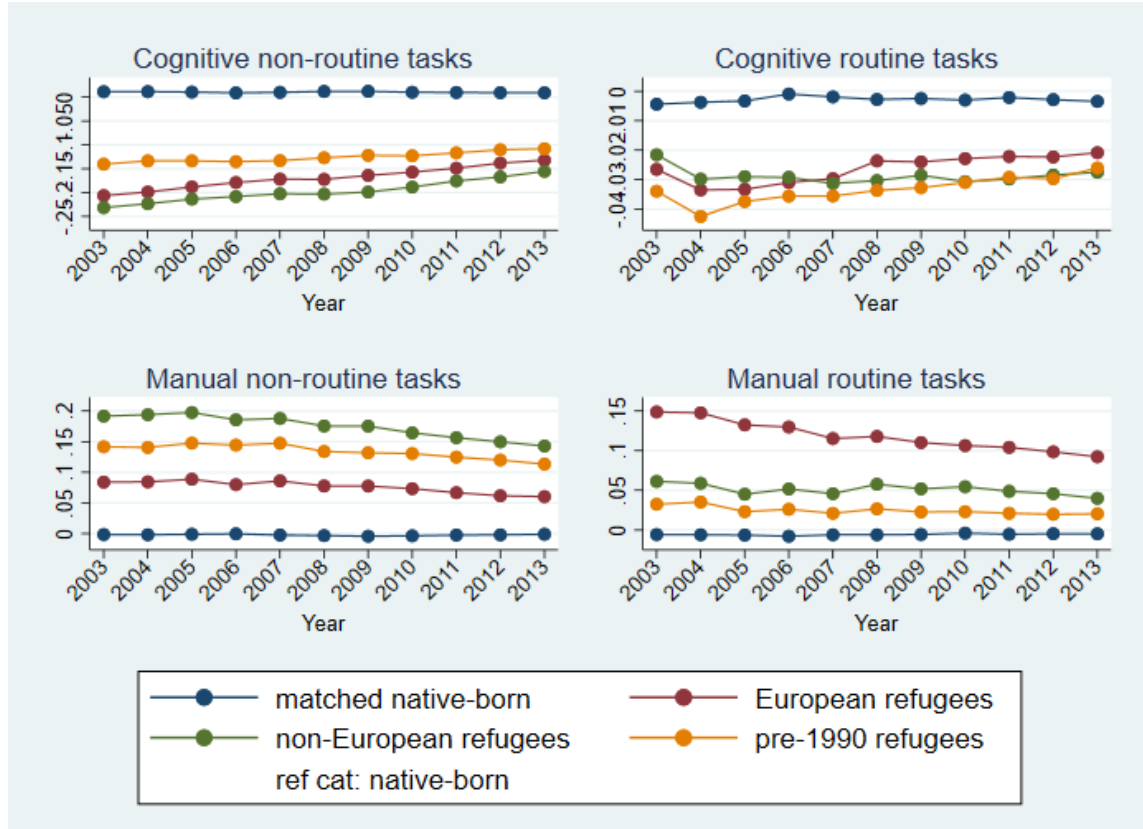 Cognitive non-routine tasks
-.25-.2-.15-.1-.050
2003 2004 2005 2006 2007 2008 2009 2010 2011 2012 2013
Year
Cognitive routine tasks
-.04-.03-.02-.010
2003 2004 2005 2006 2007 2008 2009 2010 2011 2012 2013
Year
Manual non-routine tasks
0 .05 .1 .15 .2
2003 2004 2005 2006 2007 2008 2009 2010 2011 2012 2013
Year
Manual routine tasks
0 .05 .1 .15
2003 2004 2005 2006 2007 2008 2009 2010 2011 2012 2013
Year
matched native-born
European refugees
non-European refugees
pre-1990 refugees
ref cat: native-born